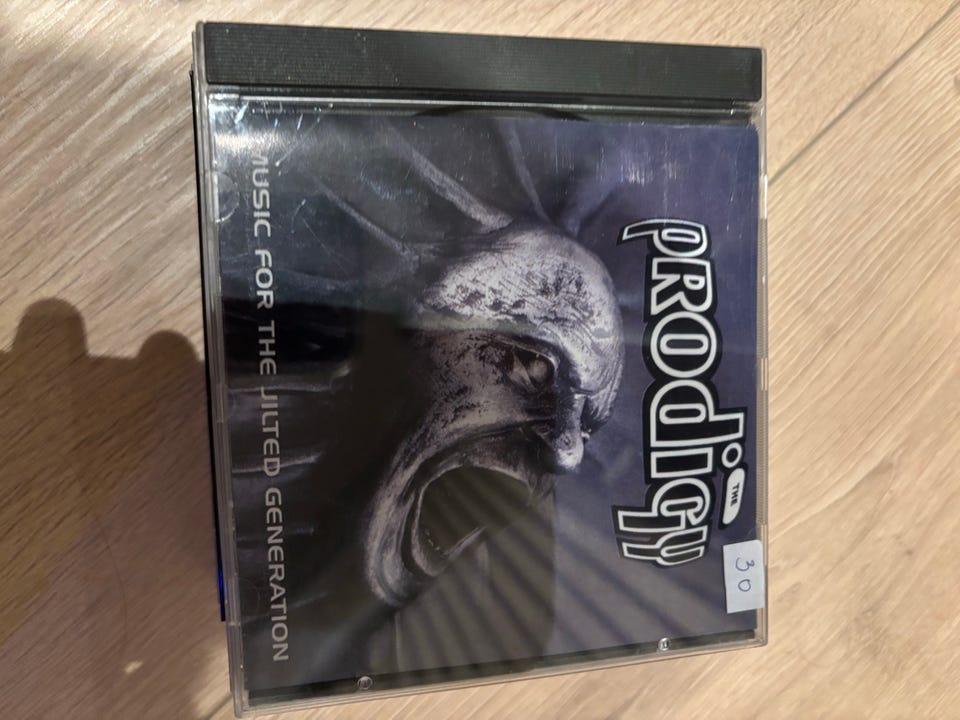 THE
PRODIGY
30
MUSIC FOR THE JILTED GENERATION